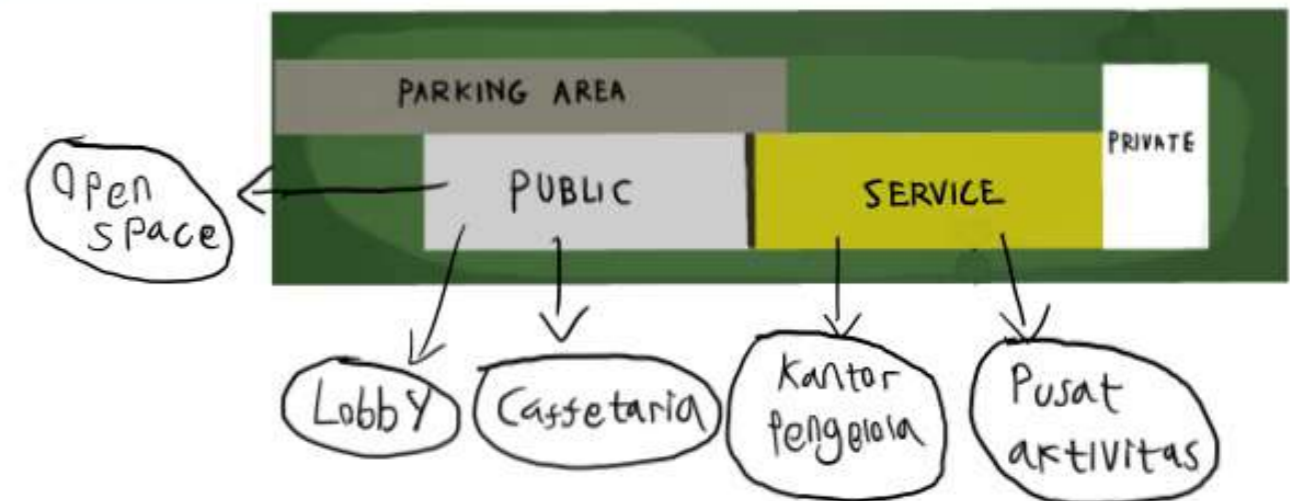 PARKING AREA
PRIVATE
Open
space
PUBLIC
SERVICE
Lobby
Caffetaria
Kantor
Pengelola
Pusat
aktivitas